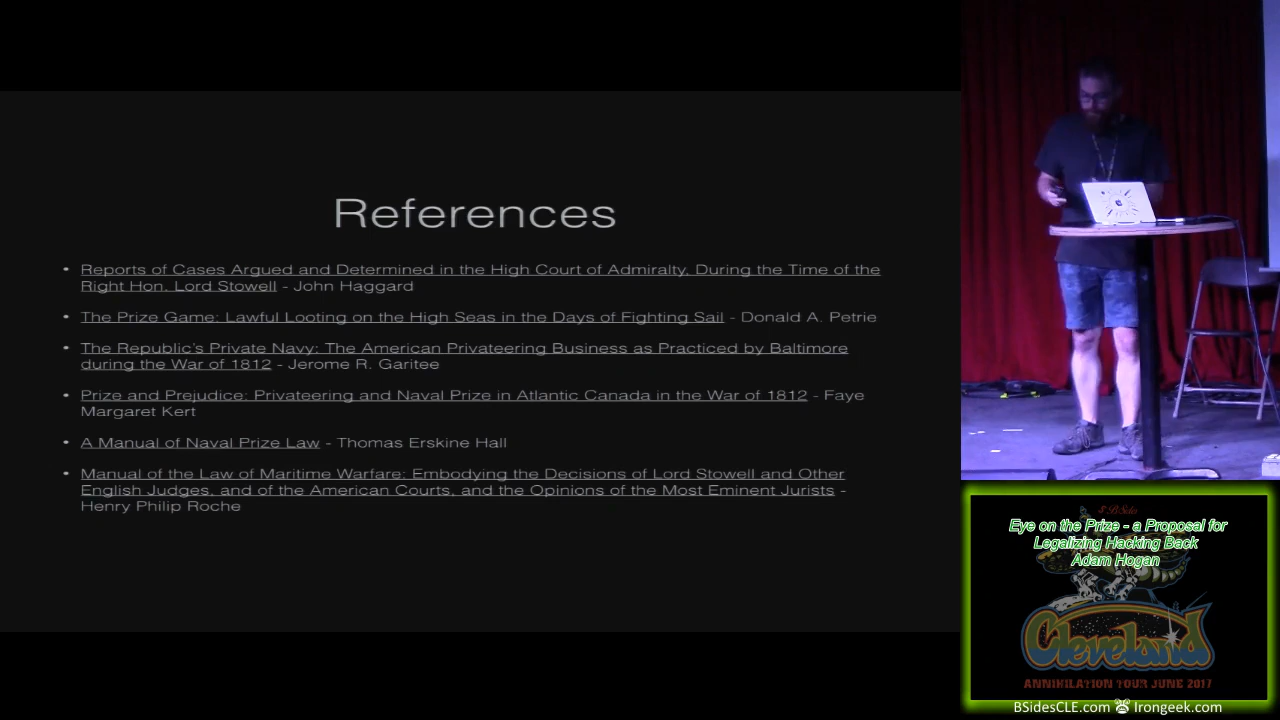 References
• Reports of Cases Argued and Determined in the High Court of Admiralty, During the Time of the
Right Hon. Lord Stowell - John Haggard
• The Prize Game: Lawful Looting on the High Seas in the Days of Fighting Sail - Donald A. Petrie
• The Republic's Private Navy: The American Privateering Business as Practiced by Baltimore
during the War of 1812 - Jerome R. Garitee
• Prize and Prejudice: Privateering and Naval Prize in Atlantic Canada in the War of 1812 - Faye
Margaret Kert
• A Manual of Naval Prize Law - Thomas Erskine Hall
• Manual of the Law of Maritime Warfare: Embodying the Decisions of Lord Stowell and Other
English Judges, and of the American Courts, and the Opinions of the Most Eminent Jurists -
Henry Philip Roche
BSides
Eye on the Prize - a Proposal for
Legalizing Hacking Back
Adam Hogan
Cleveland
ANNIHILATION TOUR JUNE 2017
BSidesCLE.com Irongeek.com